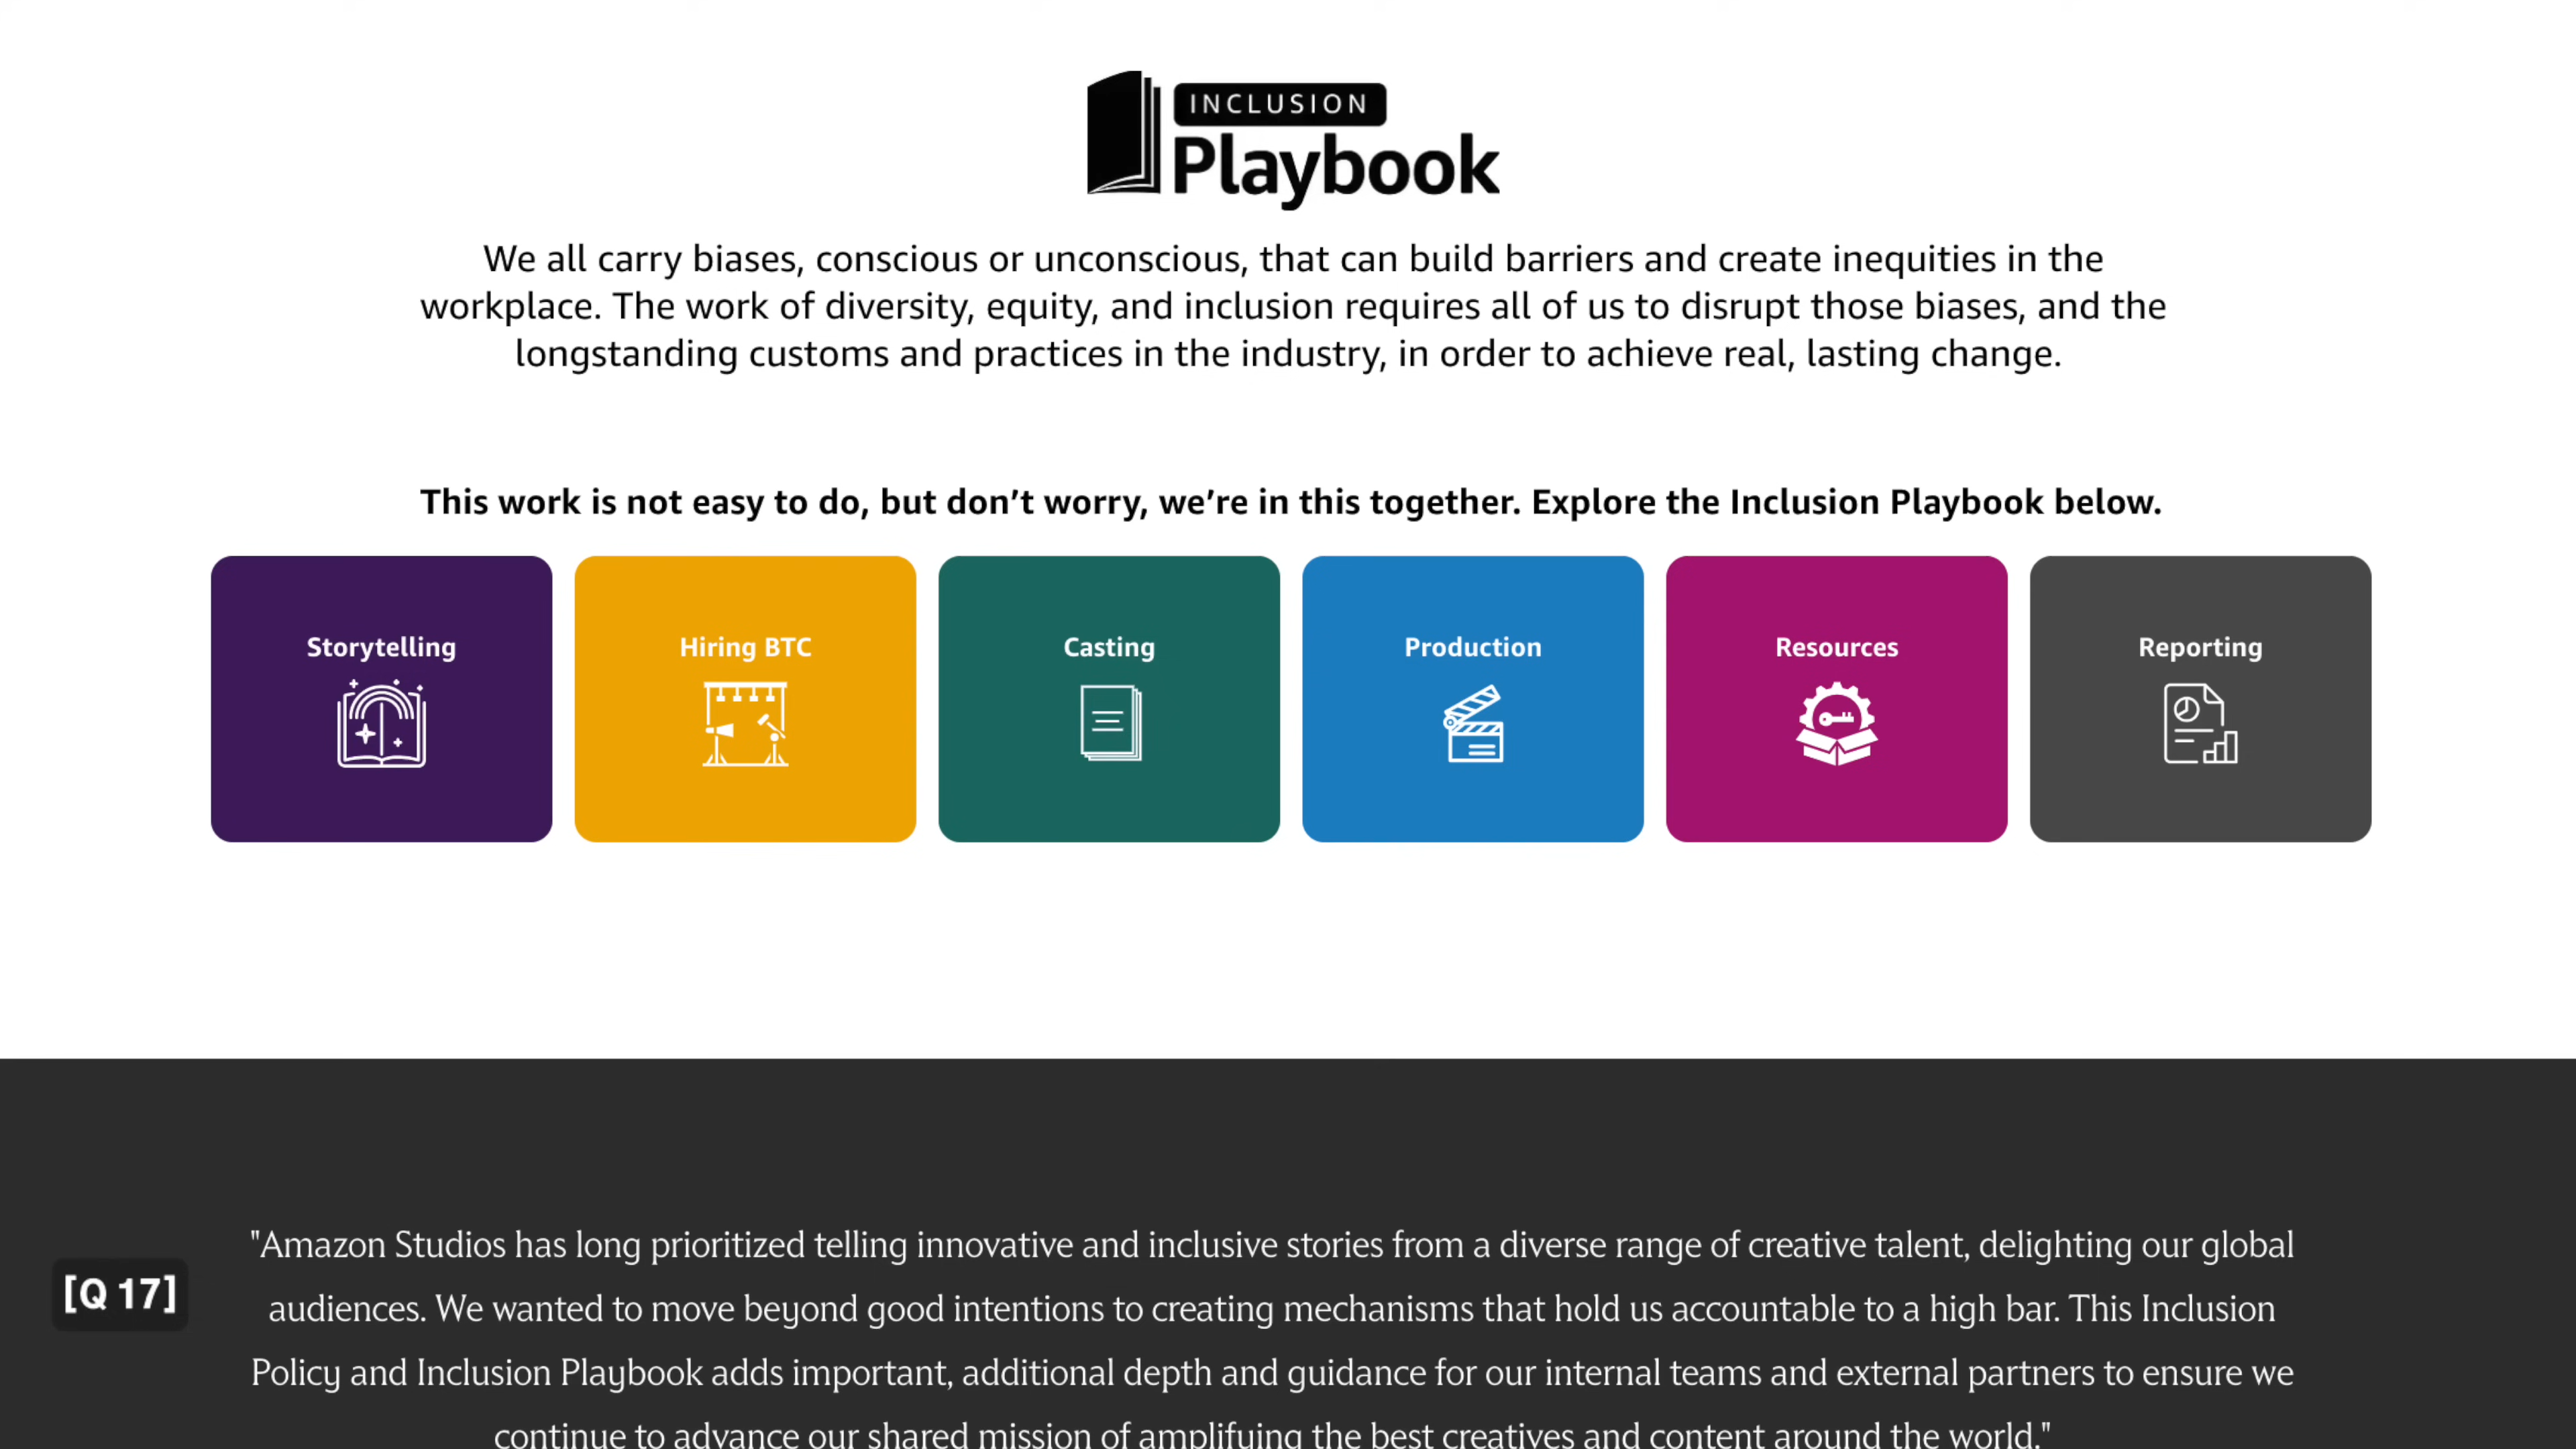 INCLUSION
Playbook
We all carry biases, conscious or unconscious, that can build barriers and create inequities in the
workplace. The work of diversity, equity, and inclusion requires all of us to disrupt those biases, and the
longstanding customs and practices in the industry, in order to achieve real, lasting change.
This work is not easy to do, but don’t worry, we’re in this together. Explore the Inclusion Playbook below.
Storytelling
Hiring BTC
Casting
Production
Resources
Reporting
"Amazon Studios has long prioritized telling innovative and inclusive stories from a diverse range of creative talent, delighting our global
[Q 17]
audiences. We wanted to move beyond good intentions to creating mechanisms that hold us accountable to a high bar. This Inclusion
Policy and Inclusion Playbook adds important, additional depth and guidance for our internal teams and external partners to ensure we
continue to advance our shared mission of amplifying the best creatives and content around the world."